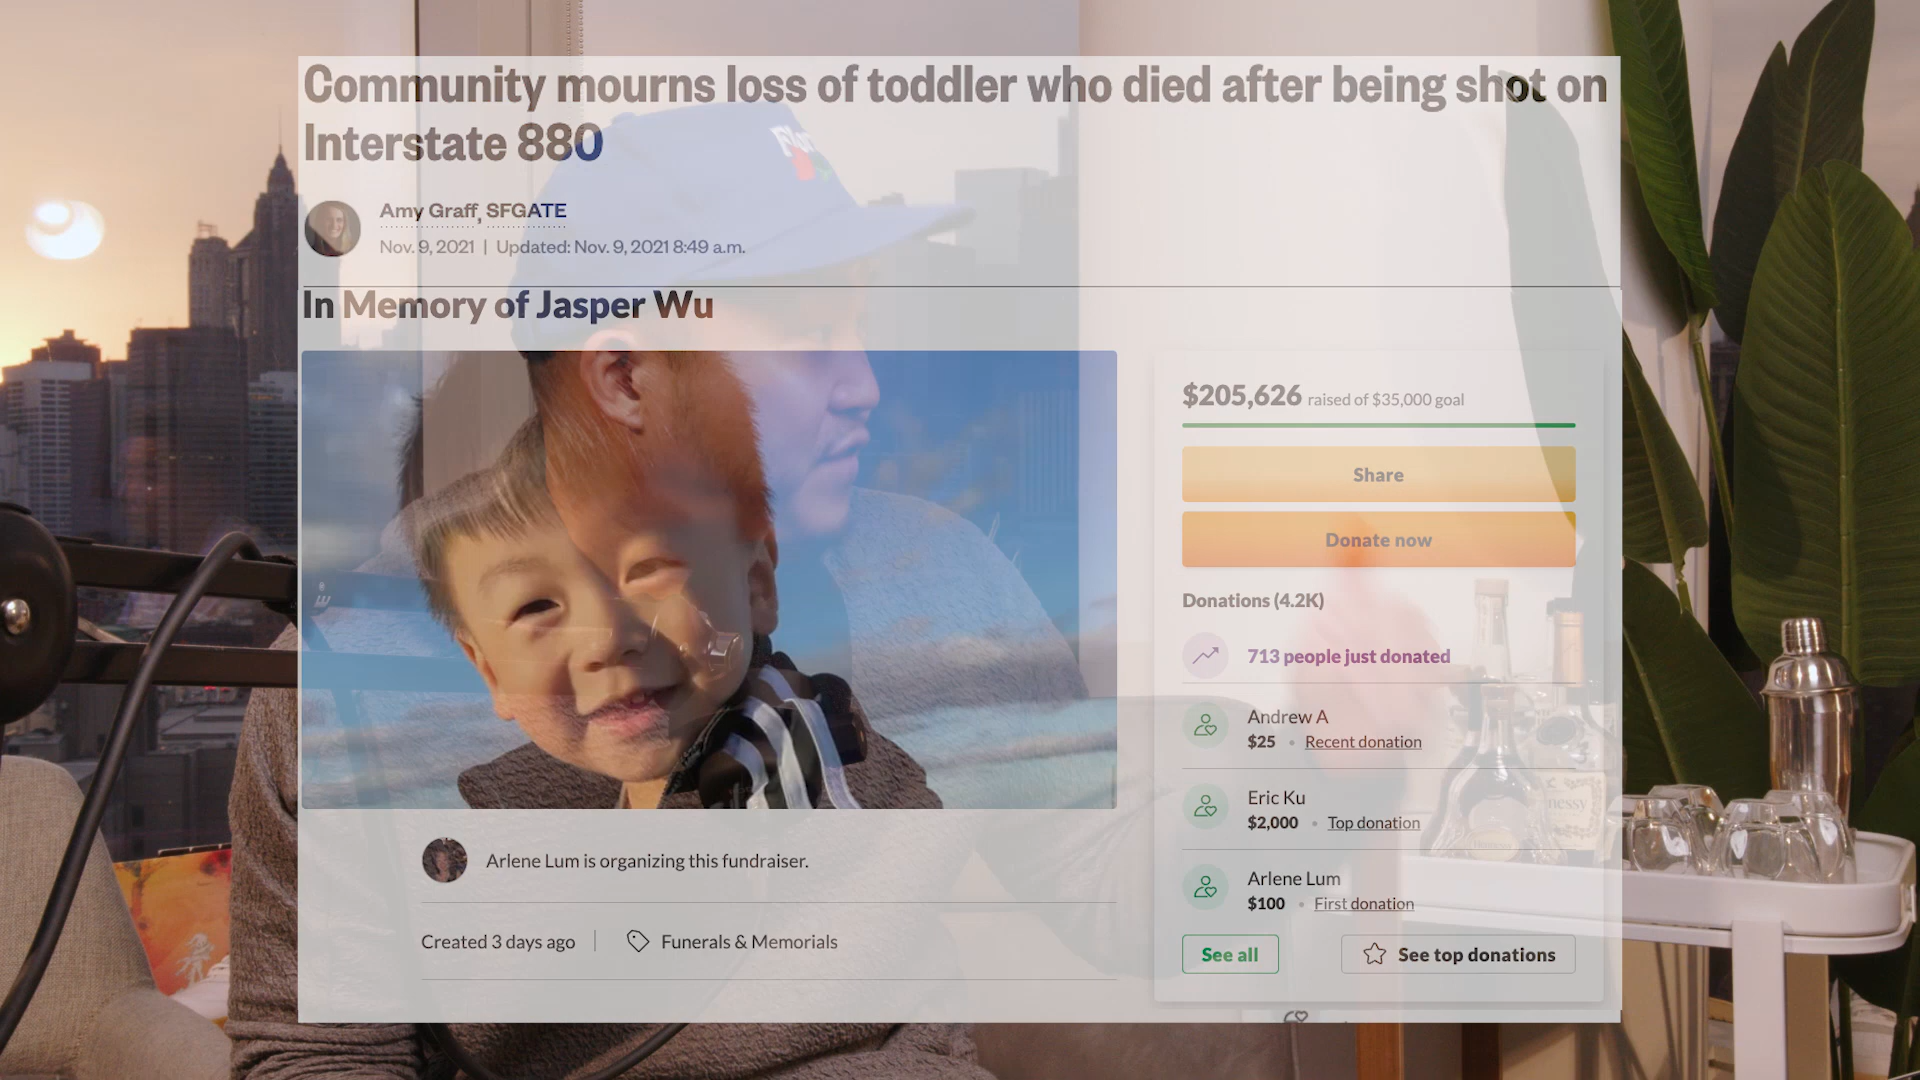 Community mourns loss of toddler who died after being shot on
Interstate 880
Amy Graff, SFGATE
Nov. 9, 2021 | Updated: Nov. 9, 2021 8:49 a.m.
In Memory of Jasper Wu
$205,626 raised of $35,000 goal
Share
Donate now
Donations (4.2K)
713 people just donated
Andrew A
$25 • Recent donation
Eric Ku
$2,000 • Top donation
Arlene Lum
$100 • First donation
See all
See top donations
Arlene Lum is organizing this fundraiser.
Created 3 days ago
Funerals & Memorials